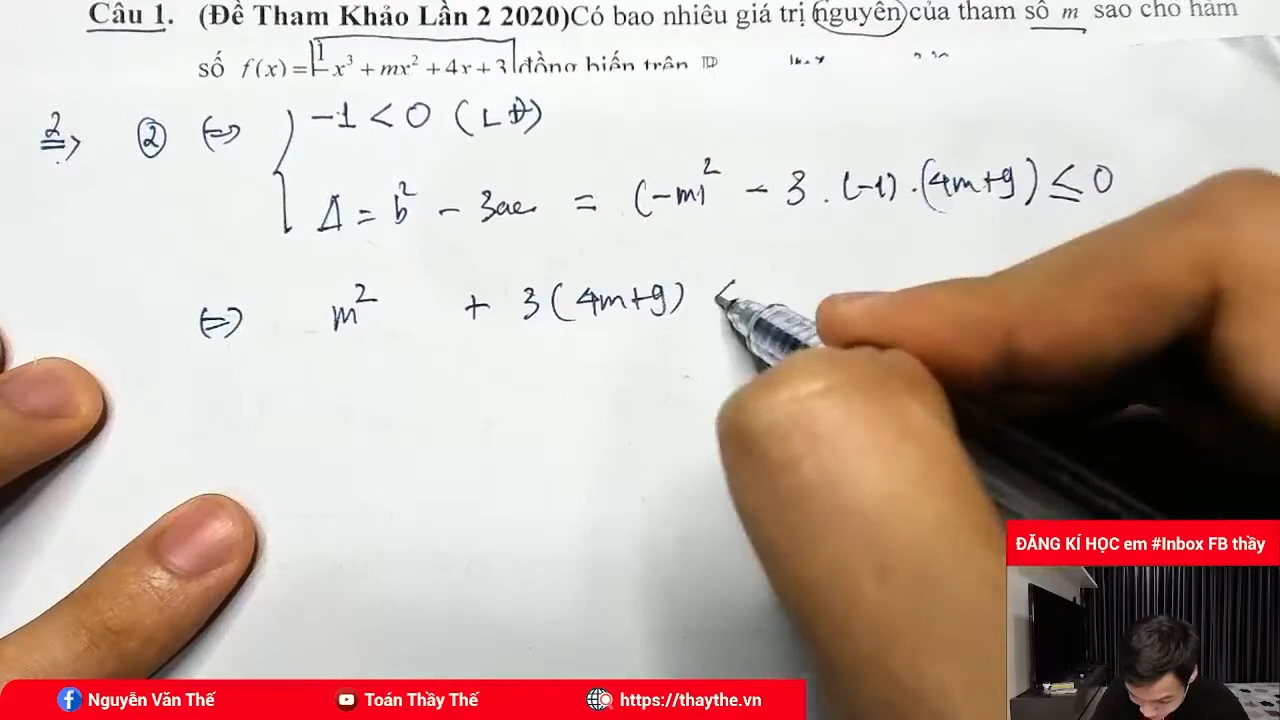 Câu 1. (Đề Tham Khảo Lần 2 2020)Có bao nhiêu giá trị nguyên của tham số m sao cho hàm
số f(x) = 1 x³ + mx² + 4x + 3 đồng biến trên
2 => ② <=> -1 < 0 (LĐ)
Δ = b² - 3ac = (-m)² - 3 . (-1) . (4m+9) ≤ 0
<=> m² + 3(4m+9) <
ĐĂNG KÍ HỌC em #Inbox FB thầy
Nguyễn Văn Thế Toán Thầy Thế https://thaythe.vn